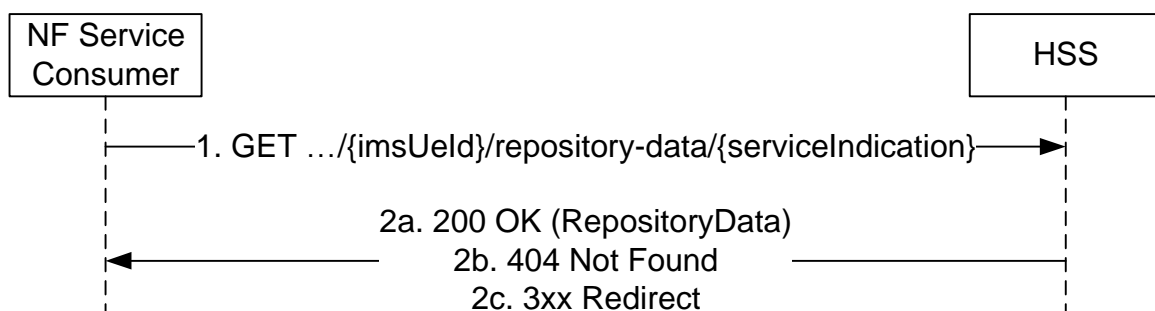 NF Service
Consumer
HSS
1. GET …/{imsUeId}/repository-data/{serviceIndication}
2a. 200 OK (RepositoryData)
2b. 404 Not Found
2c. 3xx Redirect